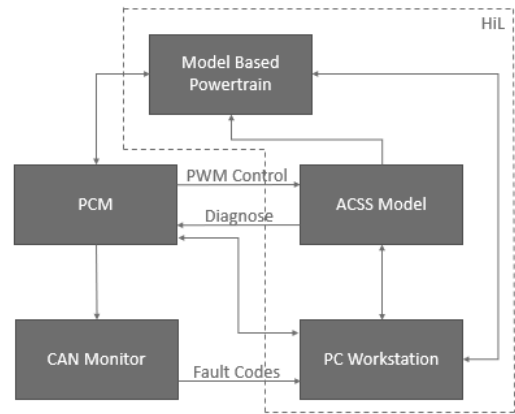 HiL
Model Based
Powertrain
PWM Control
PCM
ACSS Model
Diagnose
CAN Monitor
PC Workstation
Fault Codes